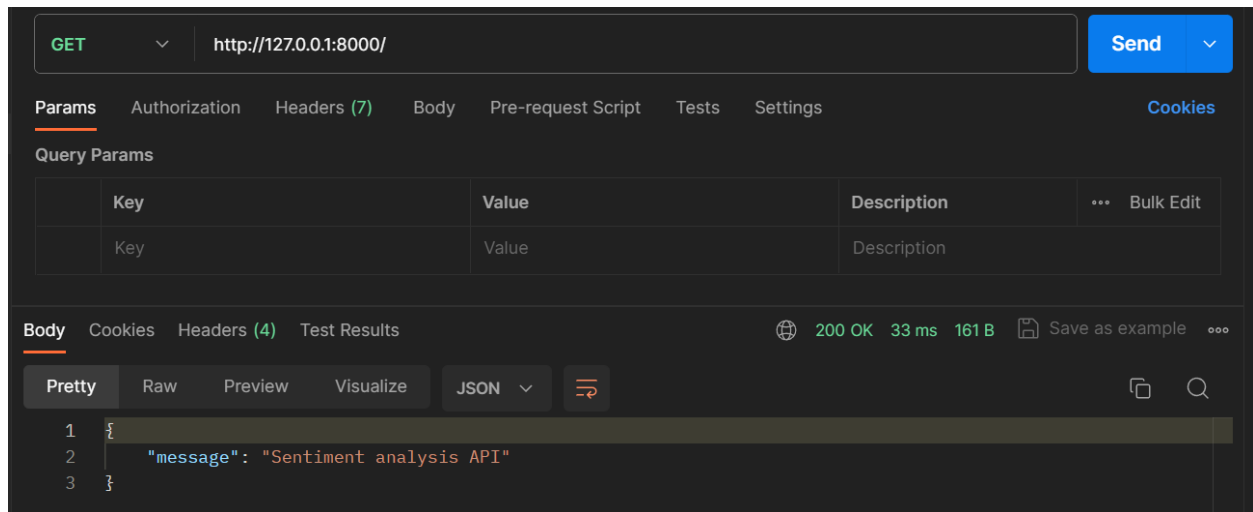 GET http://127.0.0.1:8000/ Send
Params Authorization Headers (7) Body Pre-request Script Tests Settings Cookies
Query Params
Key Value Description Bulk Edit
Key Value Description
Body Cookies Headers (4) Test Results 200 OK 33 ms 161 B Save as example
Pretty Raw Preview Visualize JSON
1 {
2 "message": "Sentiment analysis API"
3 }